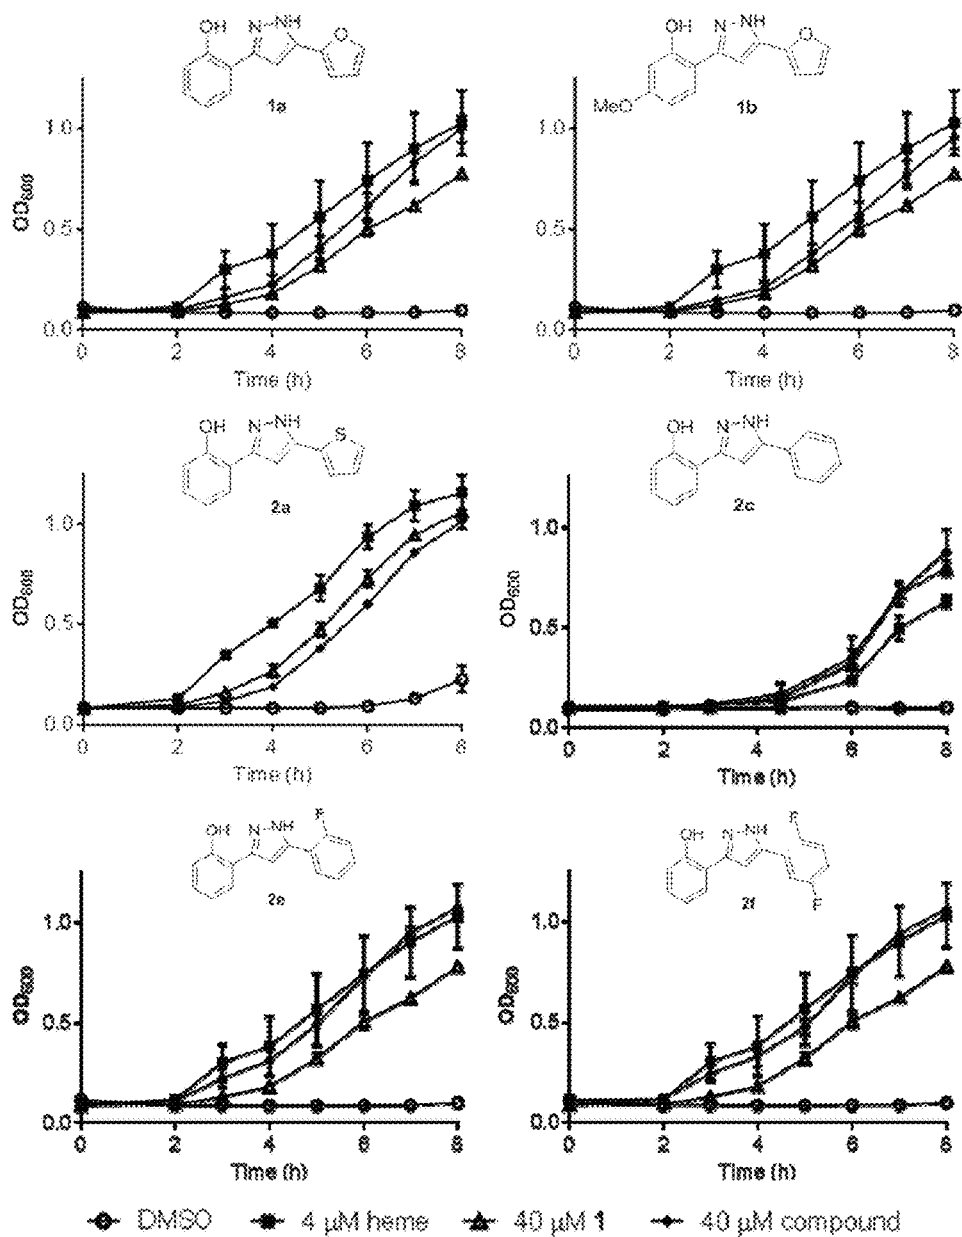 OH N NH O
1a
1.0
0.5
0.0
OD600
0 2 4 6 8
Time (h)
OH N NH O
MeO
1b
1.0
0.5
0.0
OD600
0 2 4 6 8
Time (h)
OH N NH S
2a
1.0
0.5
0.0
OD600
0 2 4 6 8
Time (h)
OH N NH
2c
1.0
0.5
0.0
OD600
0 2 4 6 8
Time (h)
OH N NH F
2e
1.0
0.5
0.0
OD600
0 2 4 6 8
Time (h)
OH N NH F
F
2f
1.0
0.5
0.0
OD600
0 2 4 6 8
Time (h)
DMSO 4 μM heme 40 μM 1 40 μM compound